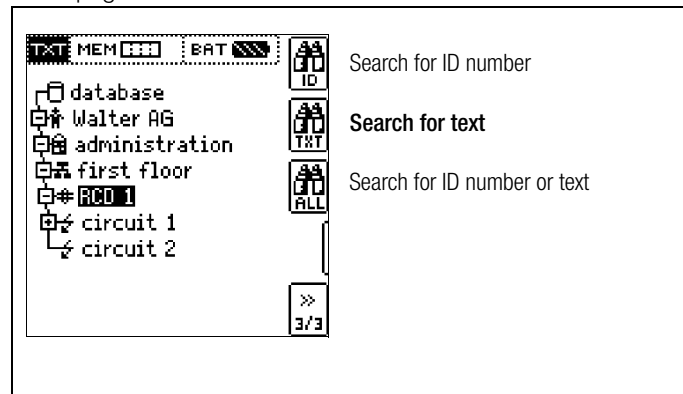 TXT MEM BAT
ID
Search for ID number
database
Walter AG
TXT
Search for text
administration
first floor
ALL
Search for ID number or text
RCD 1
circuit 1
circuit 2
>>
3/3